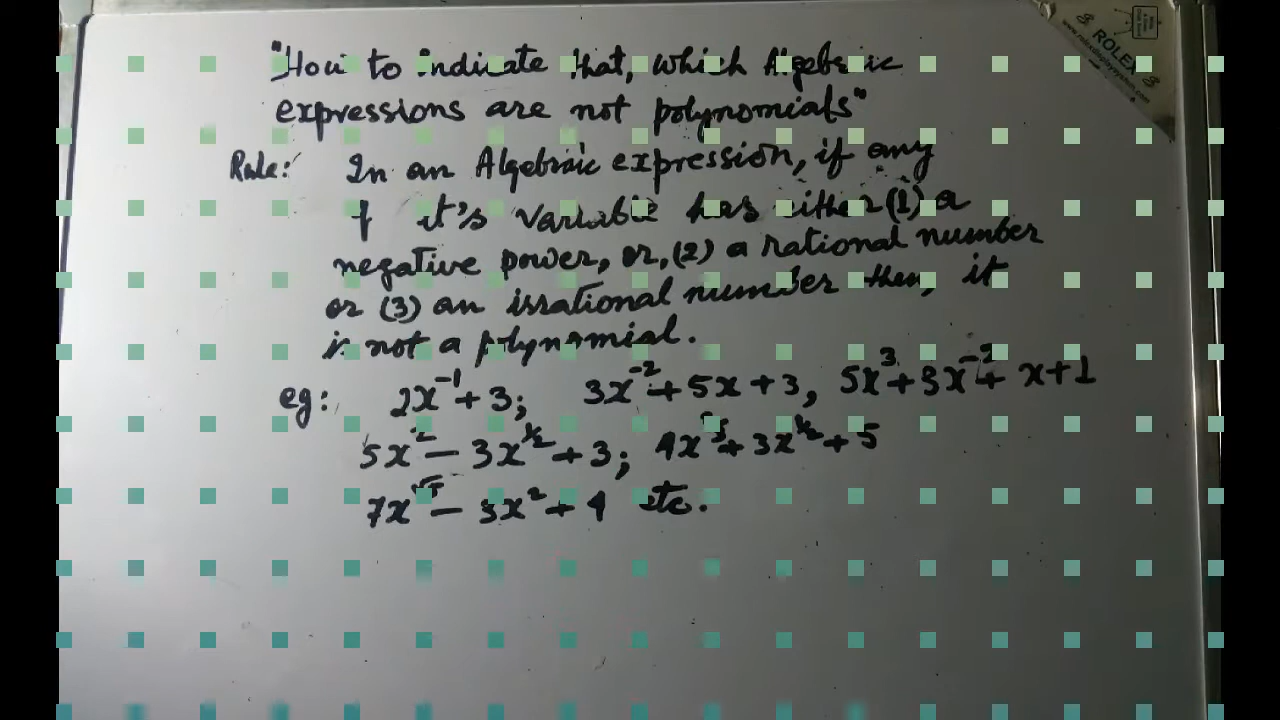 "How to indicate that, which Algebraic
expressions are not polynomials"
Rule: In an Algebraic expression, if any
of it's variable has either (1) a
negative power, or, (2) a rational number
or (3) an irrational number then, it
is not a polynomial.
eg: 2x⁻¹ + 3; 3x⁻² + 5x + 3, 5x³ + 3x⁻² + x + 1
5x² − 3x^½ + 3; 4x + 3x^½ + 5
7x − 3x² + 4 etc.
ROLEX